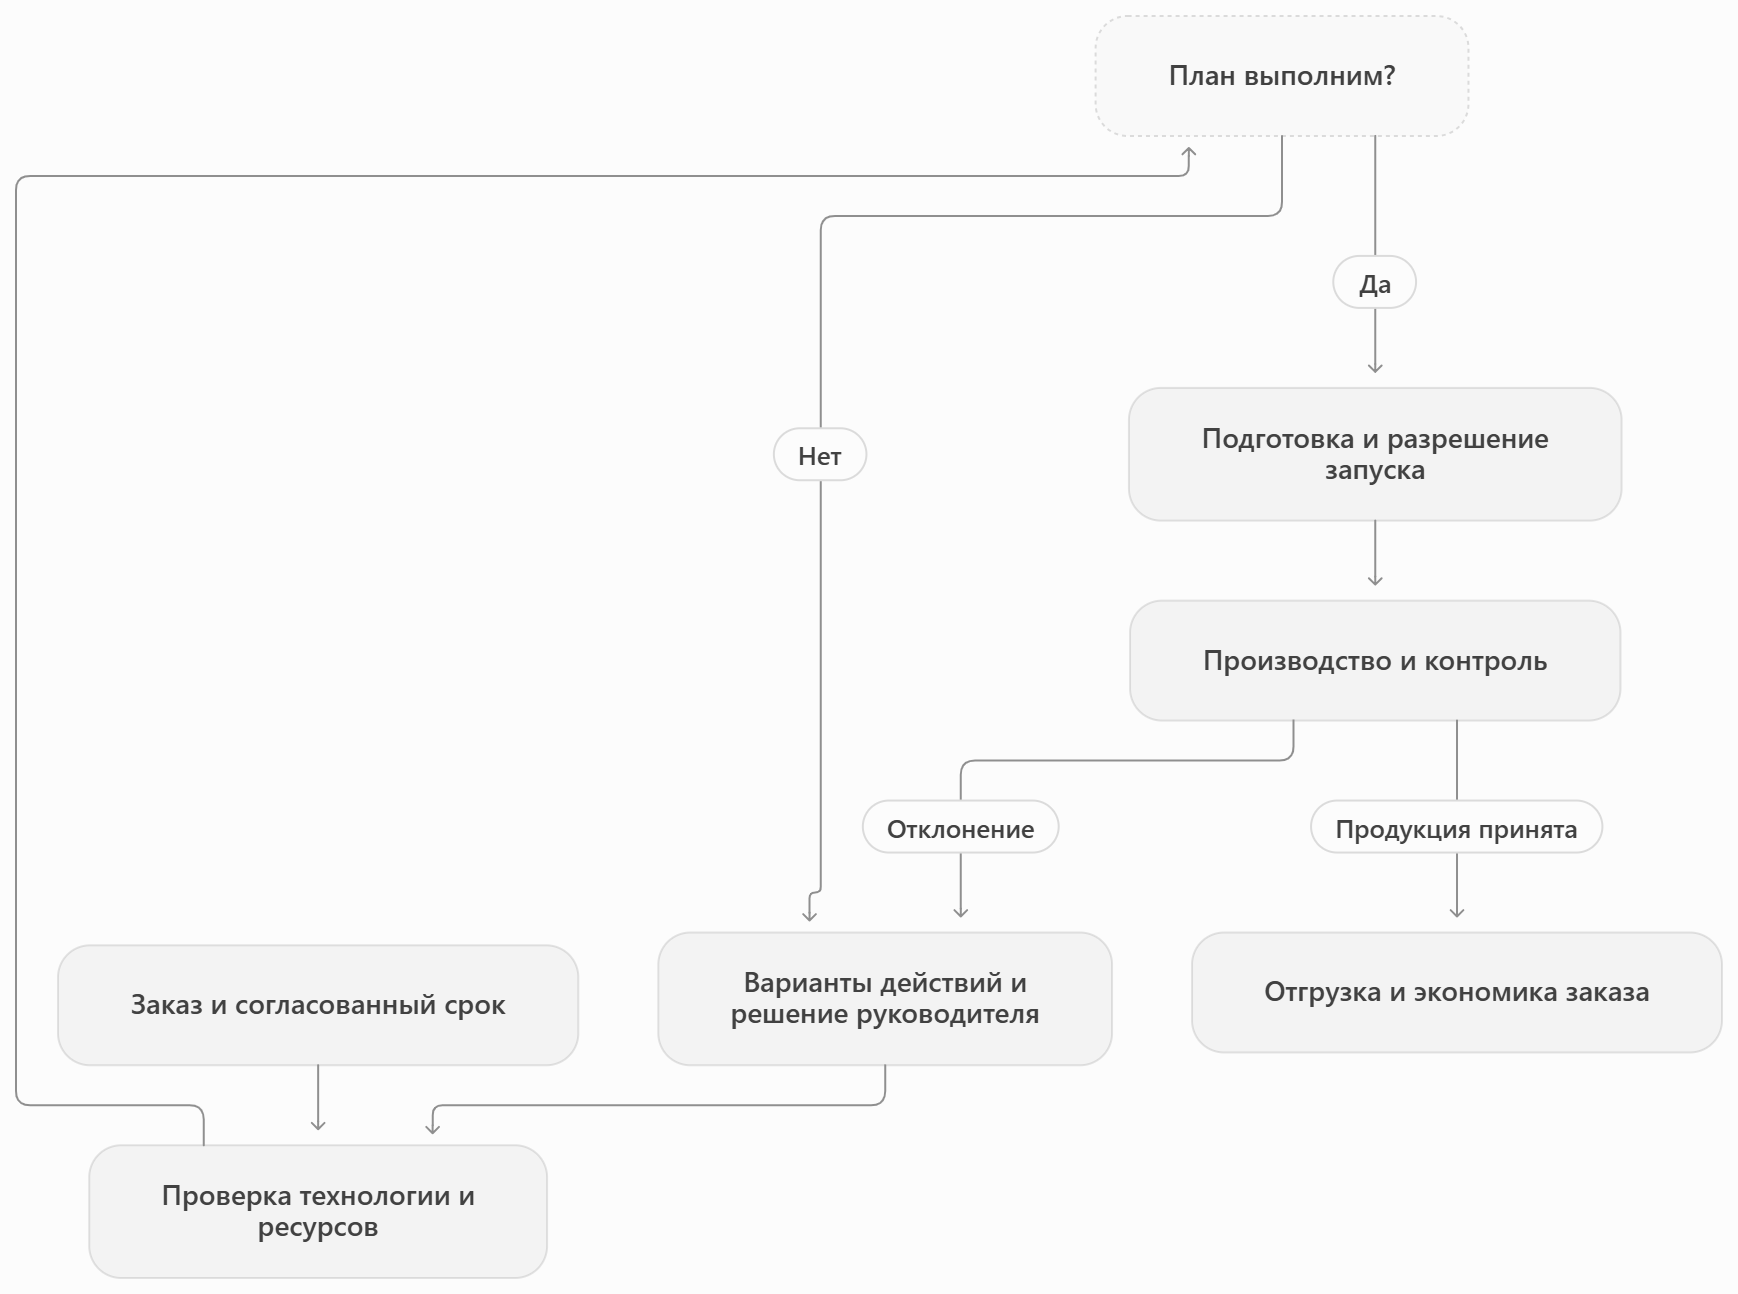 План выполним?
Да
Подготовка и разрешение
запуска
Нет
Производство и контроль
Отклонение
Продукция принята
Заказ и согласованный срок
Варианты действий и
решение руководителя
Отгрузка и экономика заказа
Проверка технологии и
ресурсов